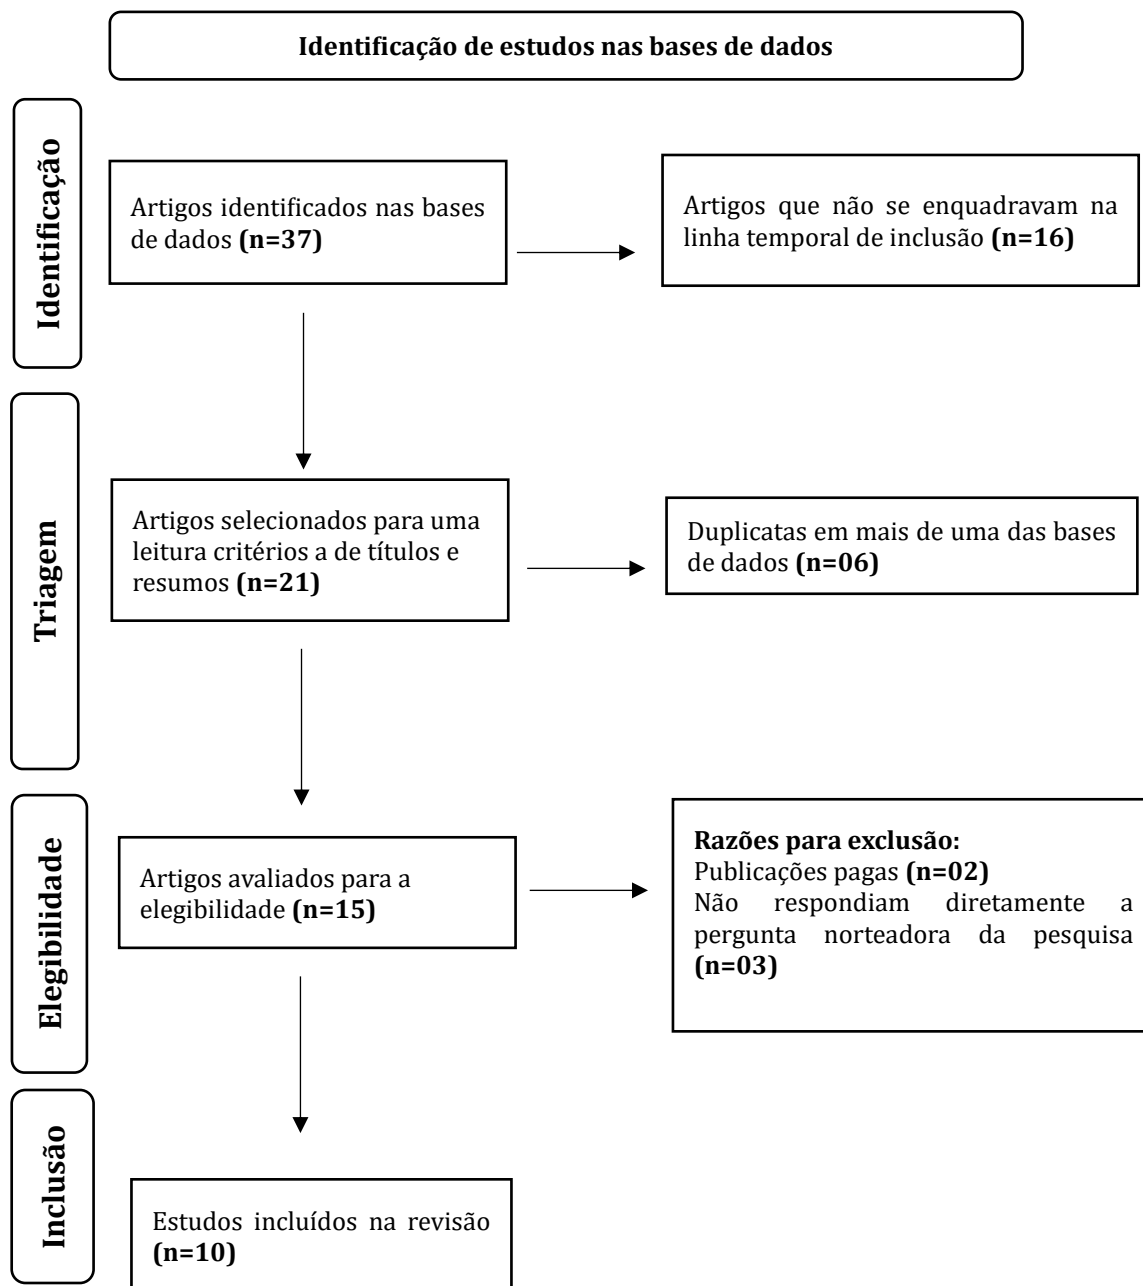 Identificação de estudos nas bases de dados
Identificação
Artigos identificados nas bases
de dados (n=37)
Artigos que não se enquadravam na
linha temporal de inclusão (n=16)
Triagem
Artigos selecionados para uma
leitura critérios a de títulos e
resumos (n=21)
Duplicatas em mais de uma das bases
de dados (n=06)
Elegibilidade
Artigos avaliados para a
elegibilidade (n=15)
Razões para exclusão:
Publicações pagas (n=02)
Não respondiam diretamente a
pergunta norteadora da pesquisa
(n=03)
Inclusão
Estudos incluídos na revisão
(n=10)